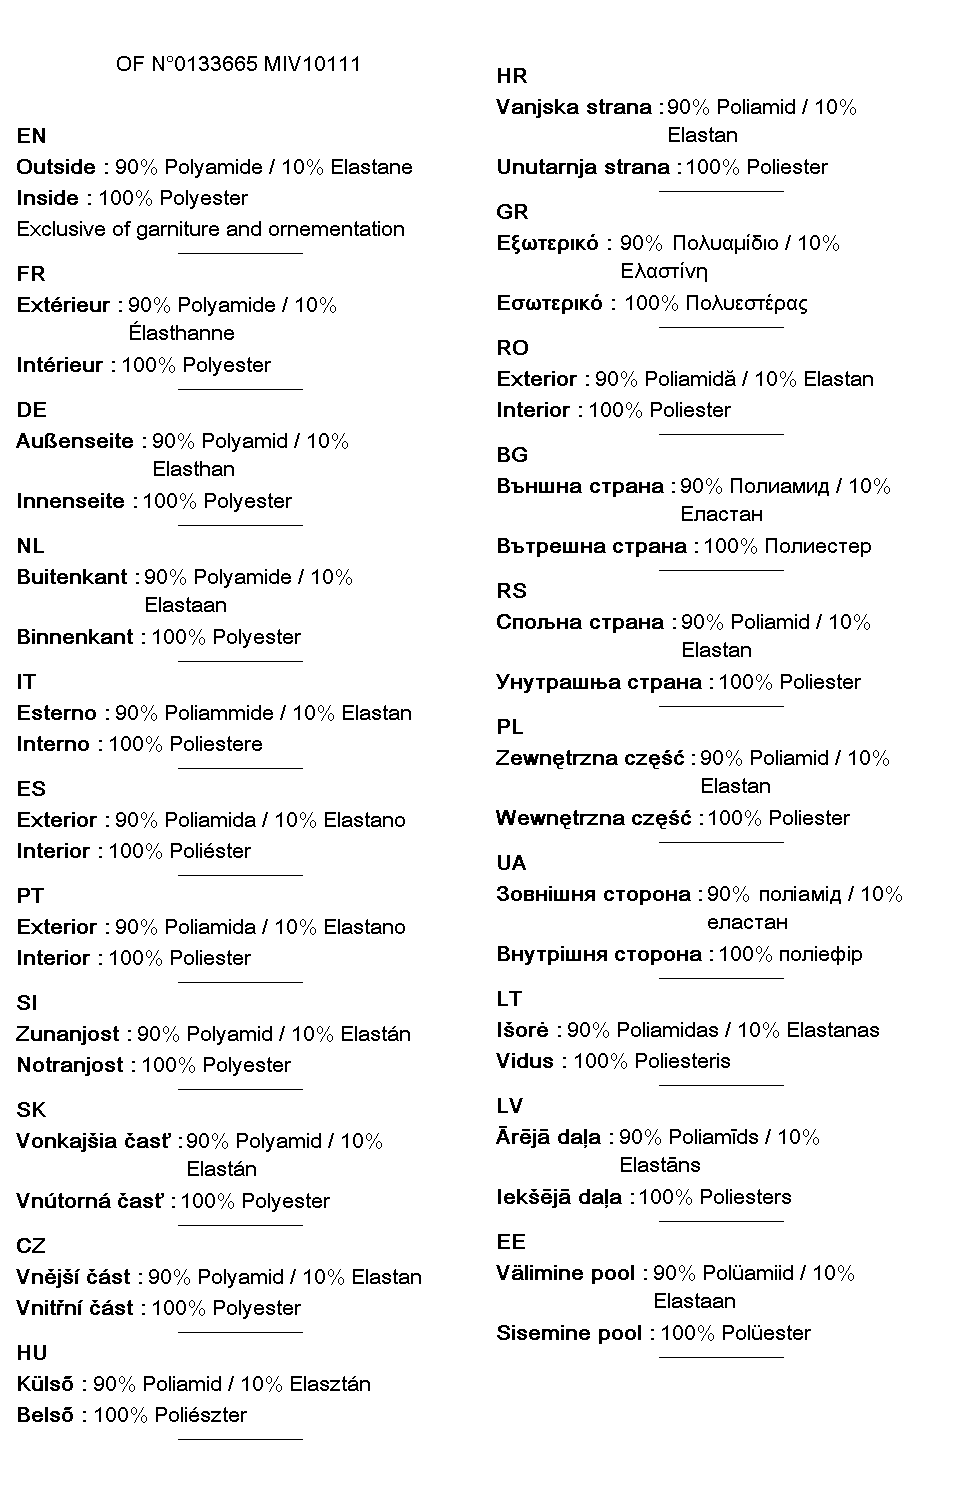 OF N°0133665 MIV10111
EN
Outside : 90% Polyamide / 10% Elastane
Inside : 100% Polyester
Exclusive of garniture and ornementation
FR
Extérieur : 90% Polyamide / 10%
Élasthanne
Intérieur : 100% Polyester
DE
Außenseite : 90% Polyamid / 10%
Elasthan
Innenseite : 100% Polyester
NL
Buitenkant : 90% Polyamide / 10%
Elastaan
Binnenkant : 100% Polyester
IT
Esterno : 90% Poliammide / 10% Elastan
Interno : 100% Poliestere
ES
Exterior : 90% Poliamida / 10% Elastano
Interior : 100% Poliéster
PT
Exterior : 90% Poliamida / 10% Elastano
Interior : 100% Poliester
SI
Zunanjost : 90% Polyamid / 10% Elastán
Notranjost : 100% Polyester
SK
Vonkajšia časť : 90% Polyamid / 10%
Elastán
Vnútorná časť : 100% Polyester
CZ
Vnější část : 90% Polyamid / 10% Elastan
Vnitřní část : 100% Polyester
HU
Külső : 90% Poliamid / 10% Elasztán
Belső : 100% Poliészter
HR
Vanjska strana : 90% Poliamid / 10%
Elastan
Unutarnja strana : 100% Poliester
GR
Εξωτερικό : 90% Πολυαμίδιο / 10%
Ελαστίνη
Εσωτερικό : 100% Πολυεστέρας
RO
Exterior : 90% Poliamidă / 10% Elastan
Interior : 100% Poliester
BG
Външна страна : 90% Полиамид / 10%
Еластан
Вътрешна страна : 100% Полиестер
RS
Спољна страна : 90% Poliamid / 10%
Elastan
Унутрашња страна : 100% Poliester
PL
Zewnętrzna część : 90% Poliamid / 10%
Elastan
Wewnętrzna część : 100% Poliester
UA
Зовнішня сторона : 90% поліамід / 10%
еластан
Внутрішня сторона : 100% поліефір
LT
Išorė : 90% Poliamidas / 10% Elastanas
Vidus : 100% Poliesteris
LV
Ārējā daļa : 90% Poliamīds / 10%
Elastāns
Iekšējā daļa : 100% Poliesters
EE
Välimine pool : 90% Polüamiid / 10%
Elastaan
Sisemine pool : 100% Polüester